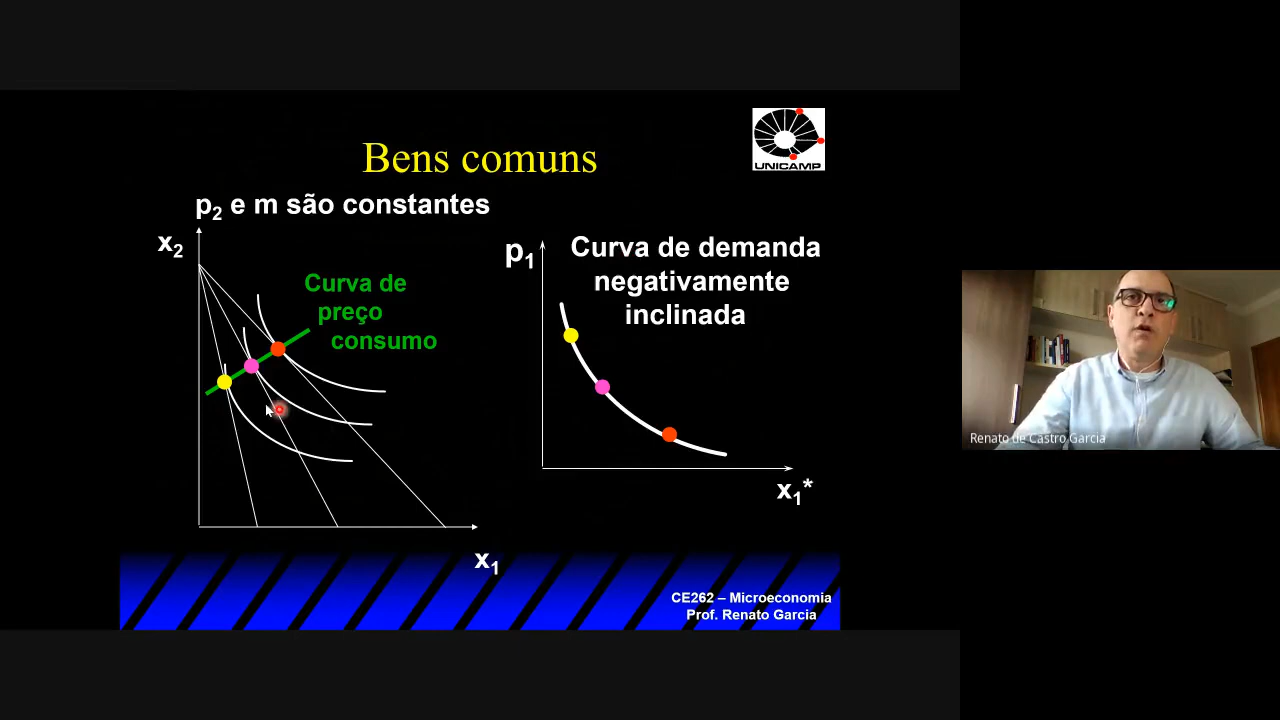 Bens comuns
UNICAMP
p2 e m são constantes
x2
Curva de
preço
consumo
p1
Curva de demanda
negativamente
inclinada
x1*
x1
CE262 – Microeconomia
Prof. Renato Garcia
Renato de Castro Garcia